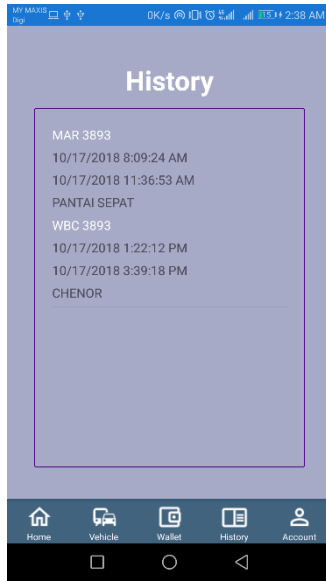 MY MAXIS
Digi
0K/s 15 2:38 AM
History
MAR 3893
10/17/2018 8:09:24 AM
10/17/2018 11:36:53 AM
PANTAI SEPAT
WBC 3893
10/17/2018 1:22:12 PM
10/17/2018 3:39:18 PM
CHENOR
Home Vehicle Wallet History Account